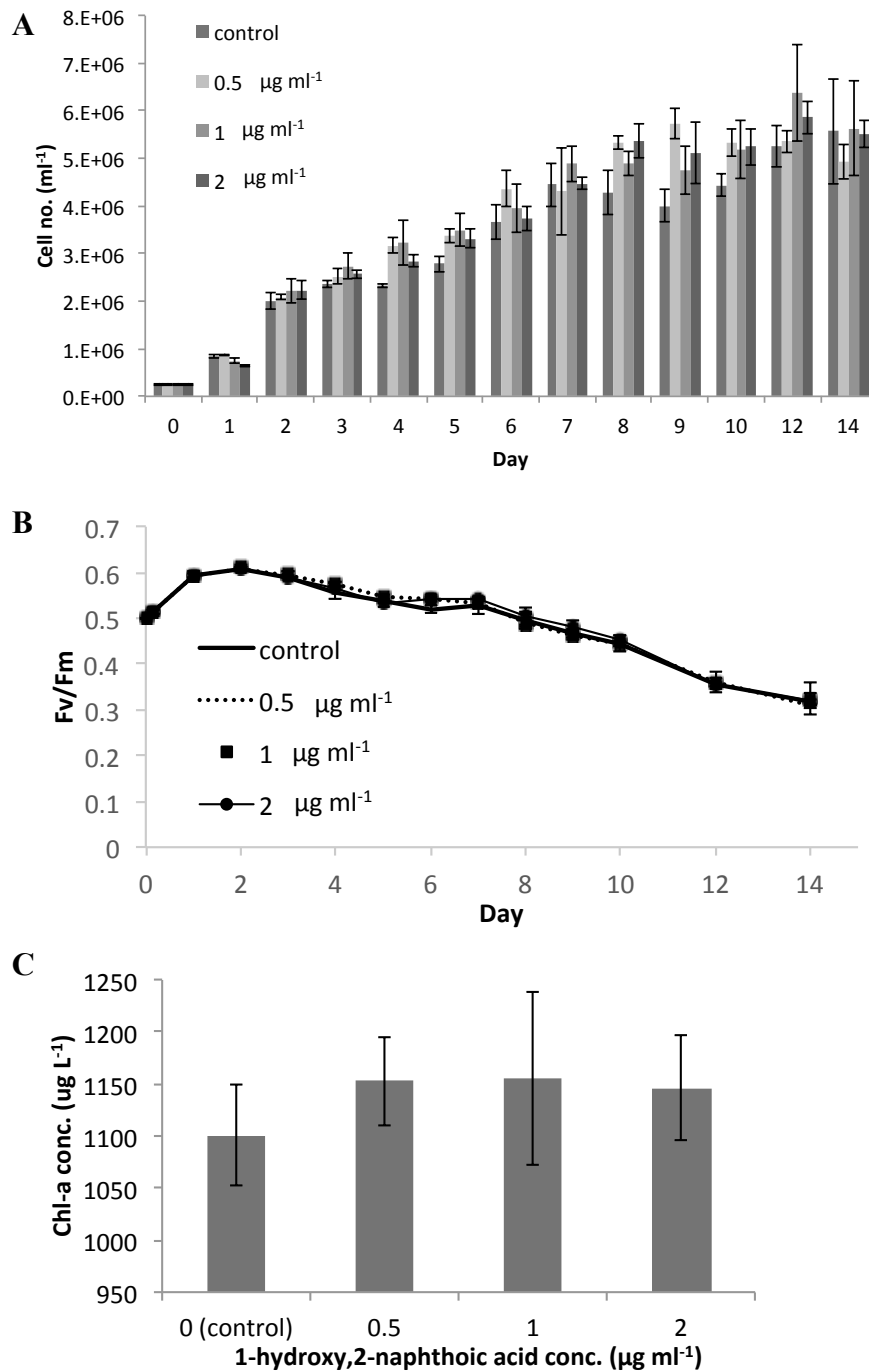 A
8.E+06
7.E+06
6.E+06
5.E+06
4.E+06
3.E+06
2.E+06
1.E+06
0.E+00
Cell no. (ml-1)
control
0.5 µg ml-1
1 µg ml-1
2 µg ml-1
0 1 2 3 4 5 6 7 8 9 10 12 14
Day
B
0.7
0.6
0.5
0.4
0.3
0.2
0.1
0
Fv/Fm
control
0.5 µg ml-1
1 µg ml-1
2 µg ml-1
0 2 4 6 8 10 12 14
Day
C
1250
1200
1150
1100
1050
1000
950
Chl-a conc. (ug L-1)
0 (control) 0.5 1 2
1-hydroxy,2-naphthoic acid conc. (µg ml-1)